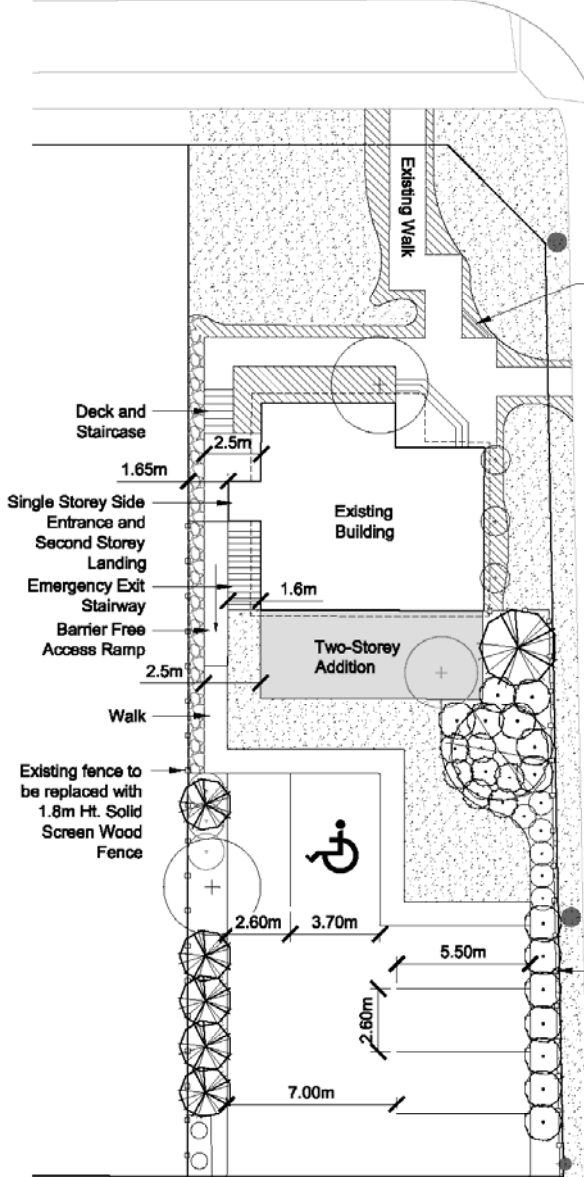 Existing Walk
Deck and
Staircase
2.5m
1.65m
Single Storey Side
Entrance and
Second Storey
Landing
Existing
Building
Emergency Exit
Stairway
1.6m
Barrier Free
Access Ramp
Two-Storey
Addition
2.5m
Walk
Existing fence to
be replaced with
1.8m Ht. Solid
Screen Wood
Fence
2.60m
3.70m
5.50m
2.60m
7.00m